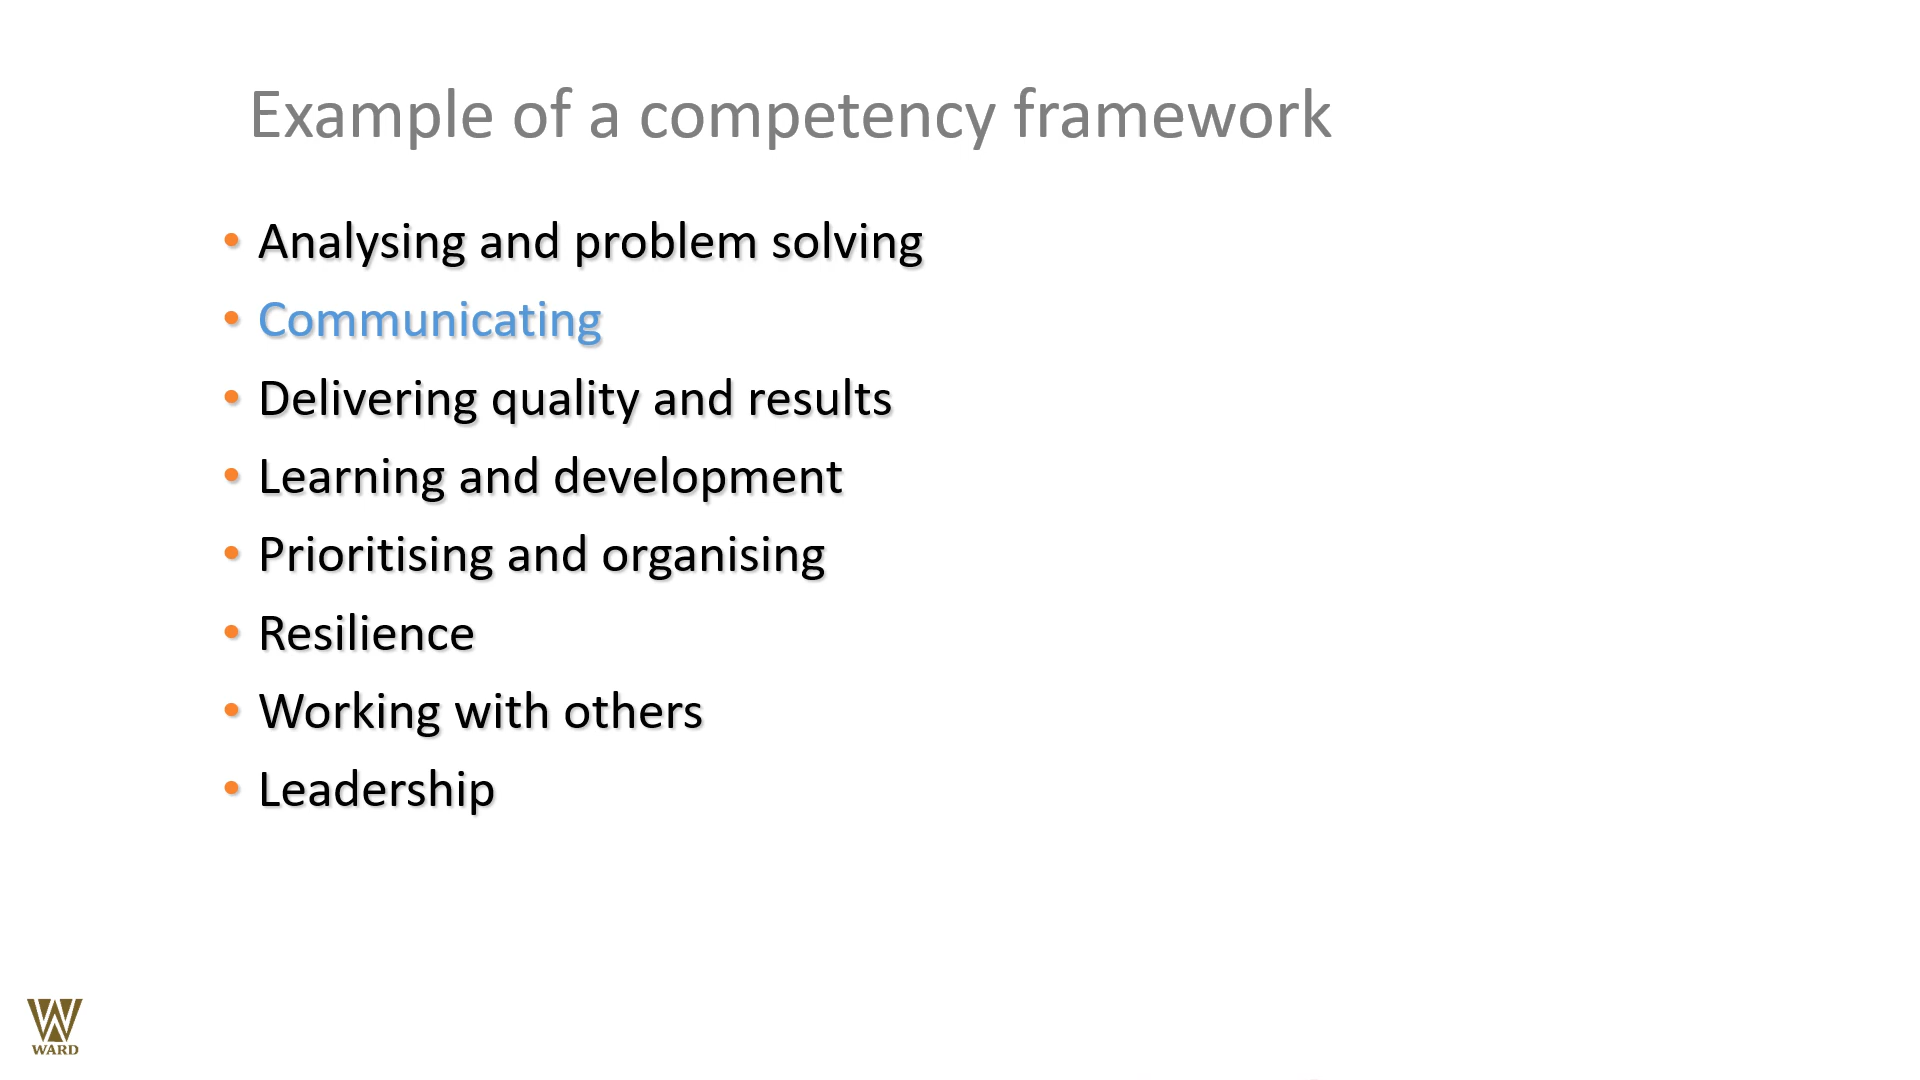 Example of a competency framework
• Analysing and problem solving
• Communicating
• Delivering quality and results
• Learning and development
• Prioritising and organising
• Resilience
• Working with others
• Leadership
WARD